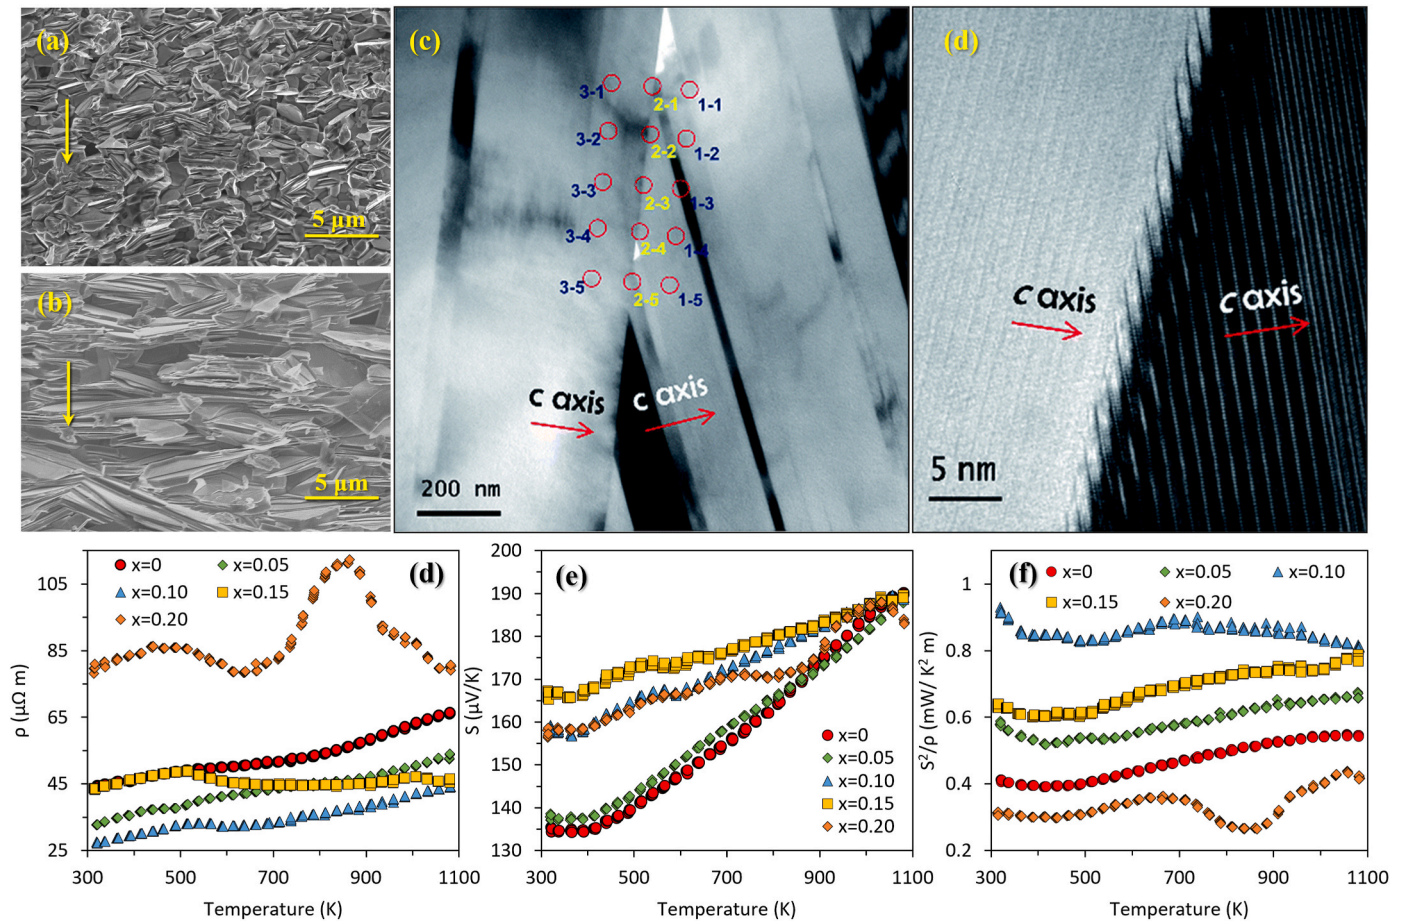 (a)
5 µm
(b)
5 µm
(c)
3-1
2-1
1-1
3-2
2-2
1-2
3-3
2-3
1-3
3-4
2-4
1-4
3-5
2-5
1-5
c axis
c axis
200 nm
(d)
c axis
c axis
5 nm
(d)
x=0
x=0.05
x=0.10
x=0.15
x=0.20
105
85
65
45
25
ρ (µΩ m)
300
500
700
900
1100
Temperature (K)
(e)
200
190
180
170
160
150
140
130
S (µV/K)
x=0
x=0.05
x=0.10
x=0.15
x=0.20
300
500
700
900
1100
Temperature (K)
(f)
x=0
x=0.05
x=0.10
x=0.15
x=0.20
1
0.8
0.6
0.4
0.2
S²/ρ (mW/ K² m)
300
500
700
900
1100
Temperature (K)